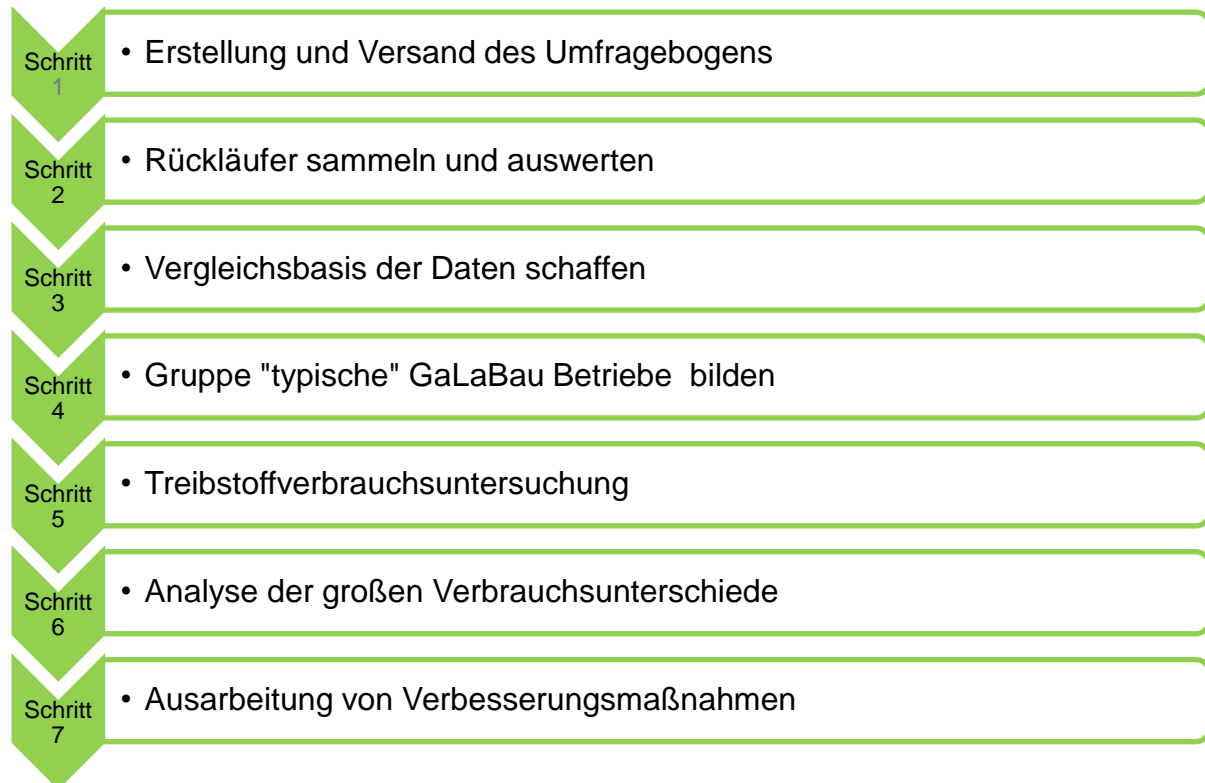 Schritt
1
• Erstellung und Versand des Umfragebogens
Schritt
2
• Rückläufer sammeln und auswerten
Schritt
3
• Vergleichsbasis der Daten schaffen
Schritt
4
• Gruppe "typische" GaLaBau Betriebe  bilden
Schritt
5
• Treibstoffverbrauchsuntersuchung
Schritt
6
• Analyse der großen Verbrauchsunterschiede
Schritt
7
• Ausarbeitung von Verbesserungsmaßnahmen